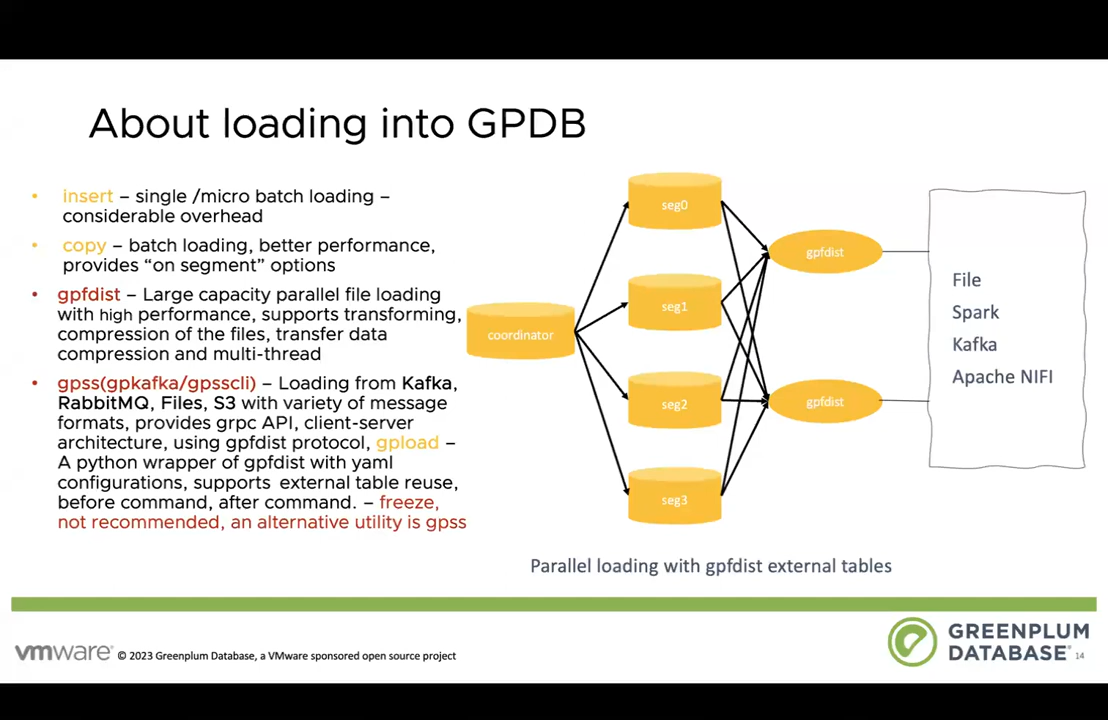 About loading into GPDB
• insert – single /micro batch loading –
considerable overhead
• copy – batch loading, better performance,
provides “on segment” options
• gpfdist – Large capacity parallel file loading
with high performance, supports transforming,
compression of the files, transfer data
compression and multi-thread
• gpss(gpkafka/gpsscli) – Loading from Kafka,
RabbitMQ, Files, S3 with variety of message
formats, provides grpc API, client-server
architecture, using gpfdist protocol, gpload –
A python wrapper of gpfdist with yaml
configurations, supports external table reuse,
before command, after command. – freeze,
not recommended, an alternative utility is gpss
coordinator
seg0
seg1
seg2
seg3
gpfdist
gpfdist
File
Spark
Kafka
Apache NIFI
Parallel loading with gpfdist external tables
vmware® © 2023 Greenplum Database, a VMware sponsored open source project
GREENPLUM
DATABASE® 14